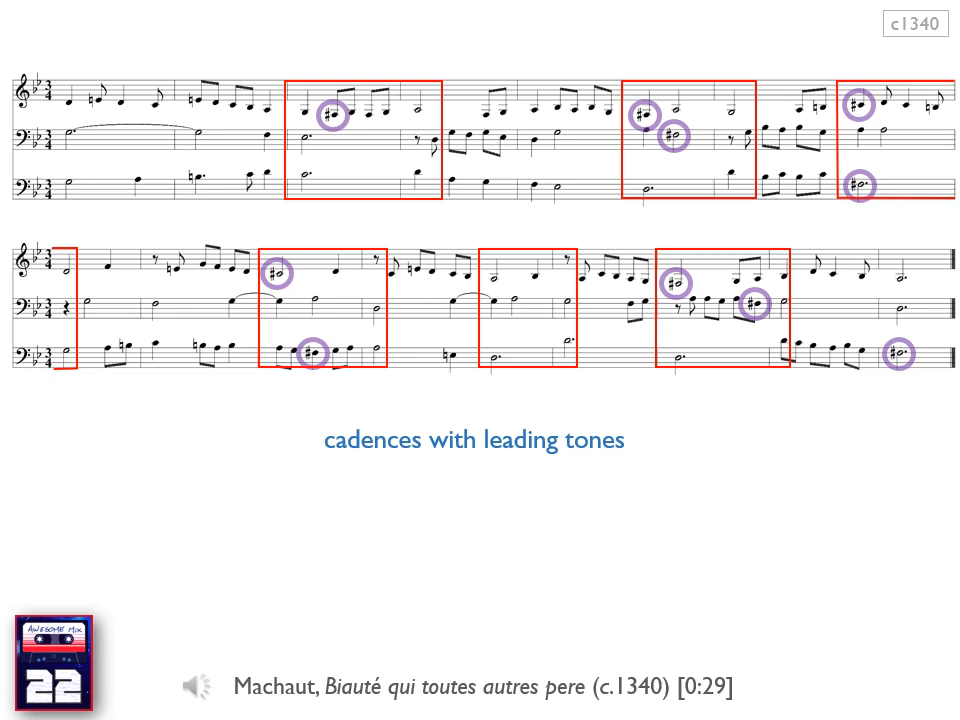 c1340
cadences with leading tones
AWESOME MIX
22
Machaut, Biauté qui toutes autres pere (c.1340) [0:29]